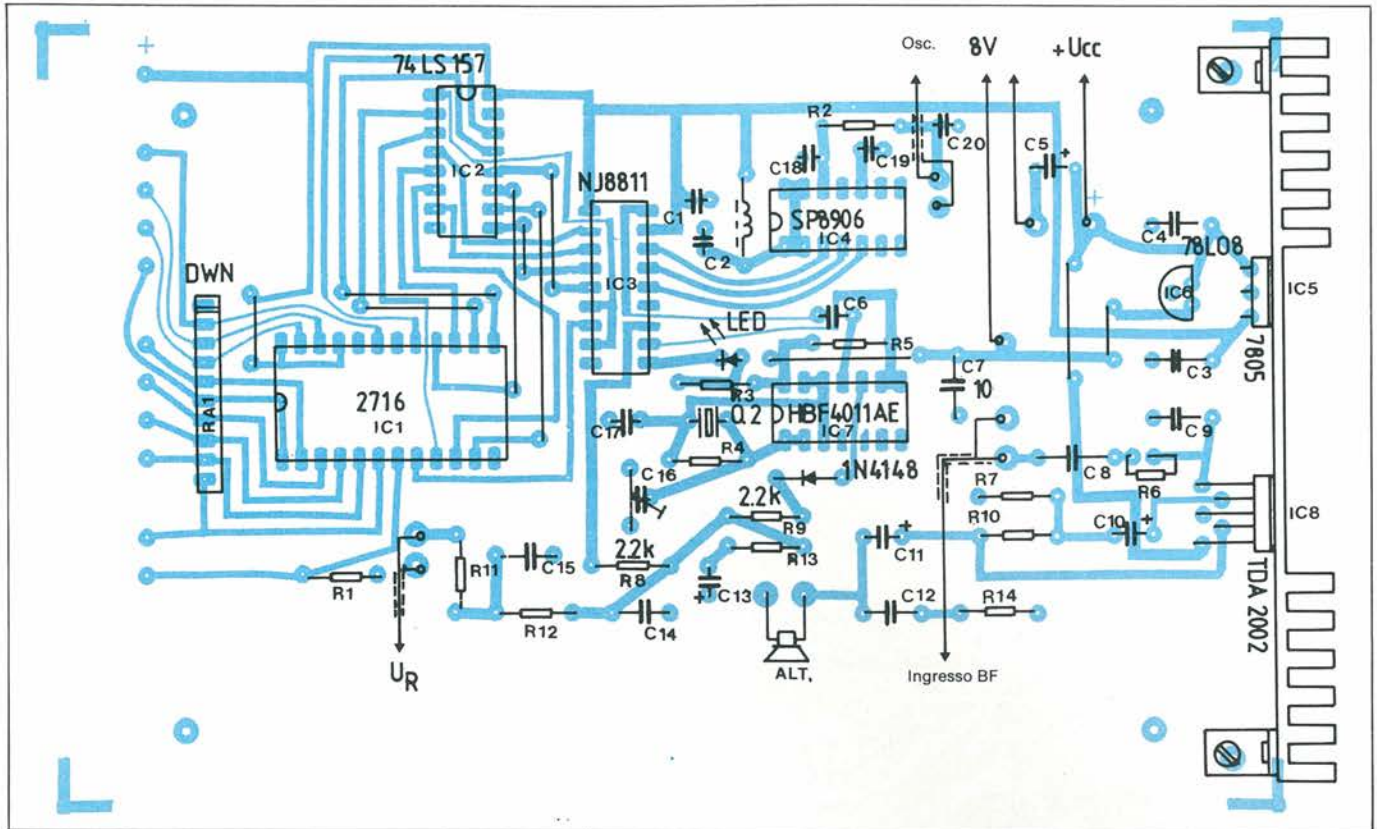 Osc.
8V
+Ucc
+
74LS157
R2
C20
C5
+
IC2
NJ8811
C18
C19
C1
SP8906
IC4
+
C4
C2
78L08
DWN
IC3
IC6
IC5
LED
C6
R5
7805
2716
IC1
RA1
R3
C7
10
C3
C17
Q2
HBF4011AE
IC7
C9
R4
C16
1N4148
C8
R7
R6
2.2k
R9
R10
C10
+
IC8
R11
C15
2.2k
R8
R13
C11
+
R1
C13
+
C12
R14
R12
C14
TDA 2002
UR
ALT.
Ingresso BF